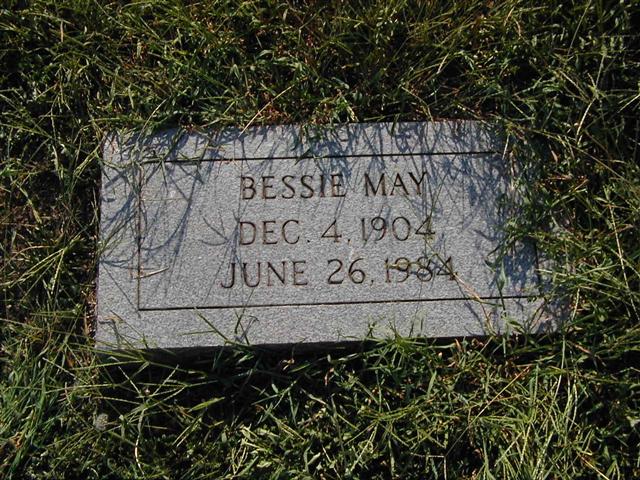 BESSIE MAY
DEC. 4, 1904
JUNE 26, 1984